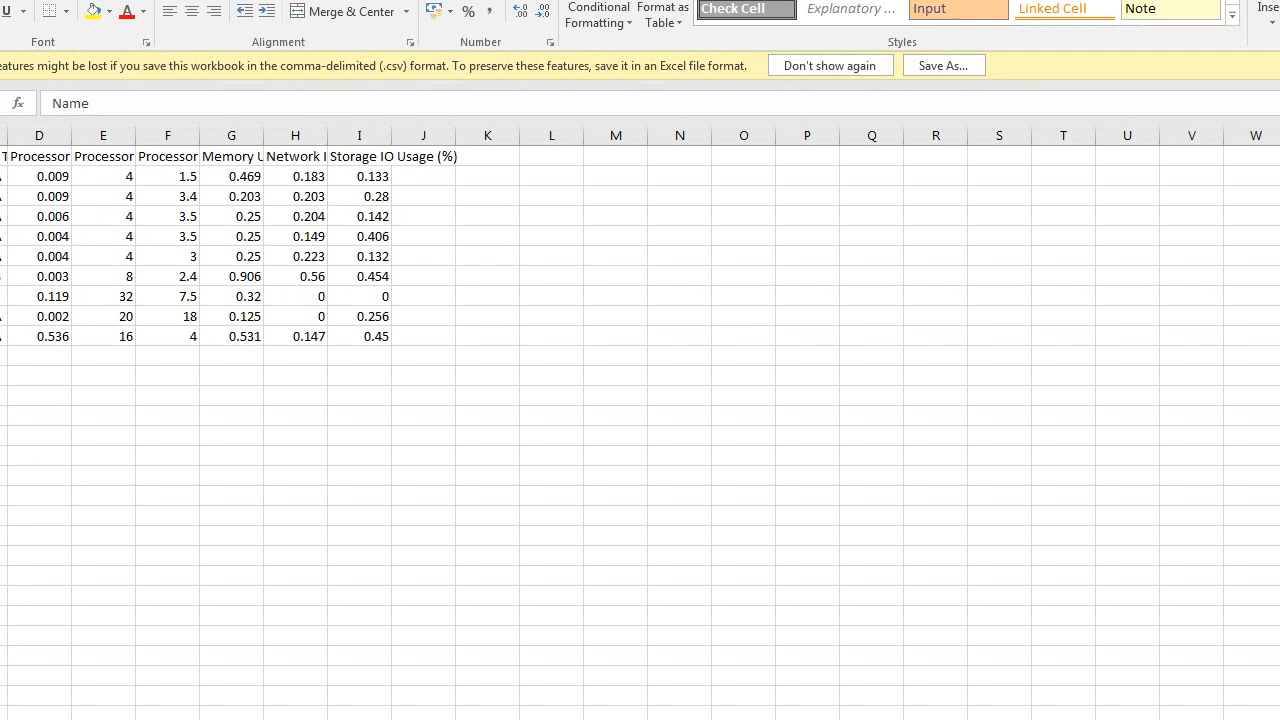 U
A
Merge & Center
%
,
Conditional Formatting
Format as Table
Check Cell
Explanatory ...
Input
Linked Cell
Note
Font
Alignment
Number
Styles
eatures might be lost if you save this workbook in the Comma-delimited (.csv) format. To preserve these features, save it in an Excel file format. Don't show again Save As...
fx Name
D E F G H I J K L M N O P Q R S T U V W
T Processor Processor Processor Memory U Network I Storage IO Usage (%)
0.009 4 1.5 0.469 0.183 0.133
0.009 4 3.4 0.203 0.203 0.28
0.006 4 3.5 0.25 0.204 0.142
0.004 4 3.5 0.25 0.149 0.406
0.004 4 3 0.25 0.223 0.132
0.003 8 2.4 0.906 0.56 0.454
0.119 32 7.5 0.32 0 0
0.002 20 18 0.125 0 0.256
0.536 16 4 0.531 0.147 0.45